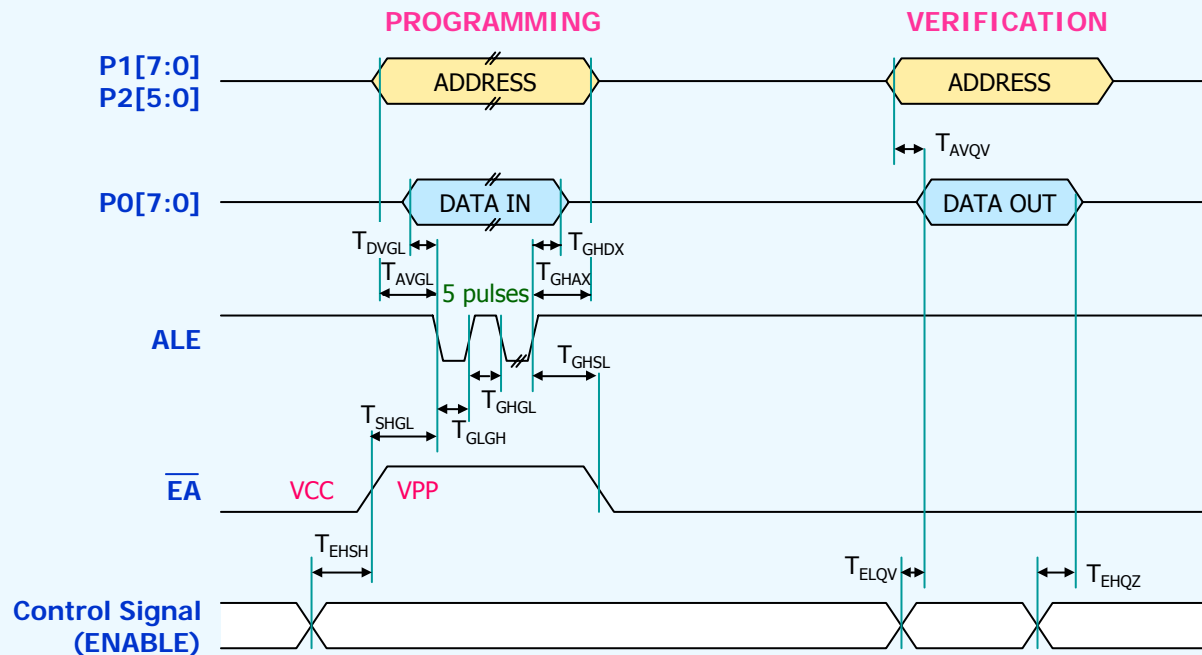 PROGRAMMING
VERIFICATION
P1[7:0]
P2[5:0]
ADDRESS
ADDRESS
TAVQV
P0[7:0]
DATA IN
DATA OUT
TDVGL
TGHDX
TAVGL
TGHAX
5 pulses
ALE
TGHSL
TGHGL
TSHGL
TGLGH
EA
VCC
VPP
TEHSH
TELQV
TEHQZ
Control Signal
(ENABLE)